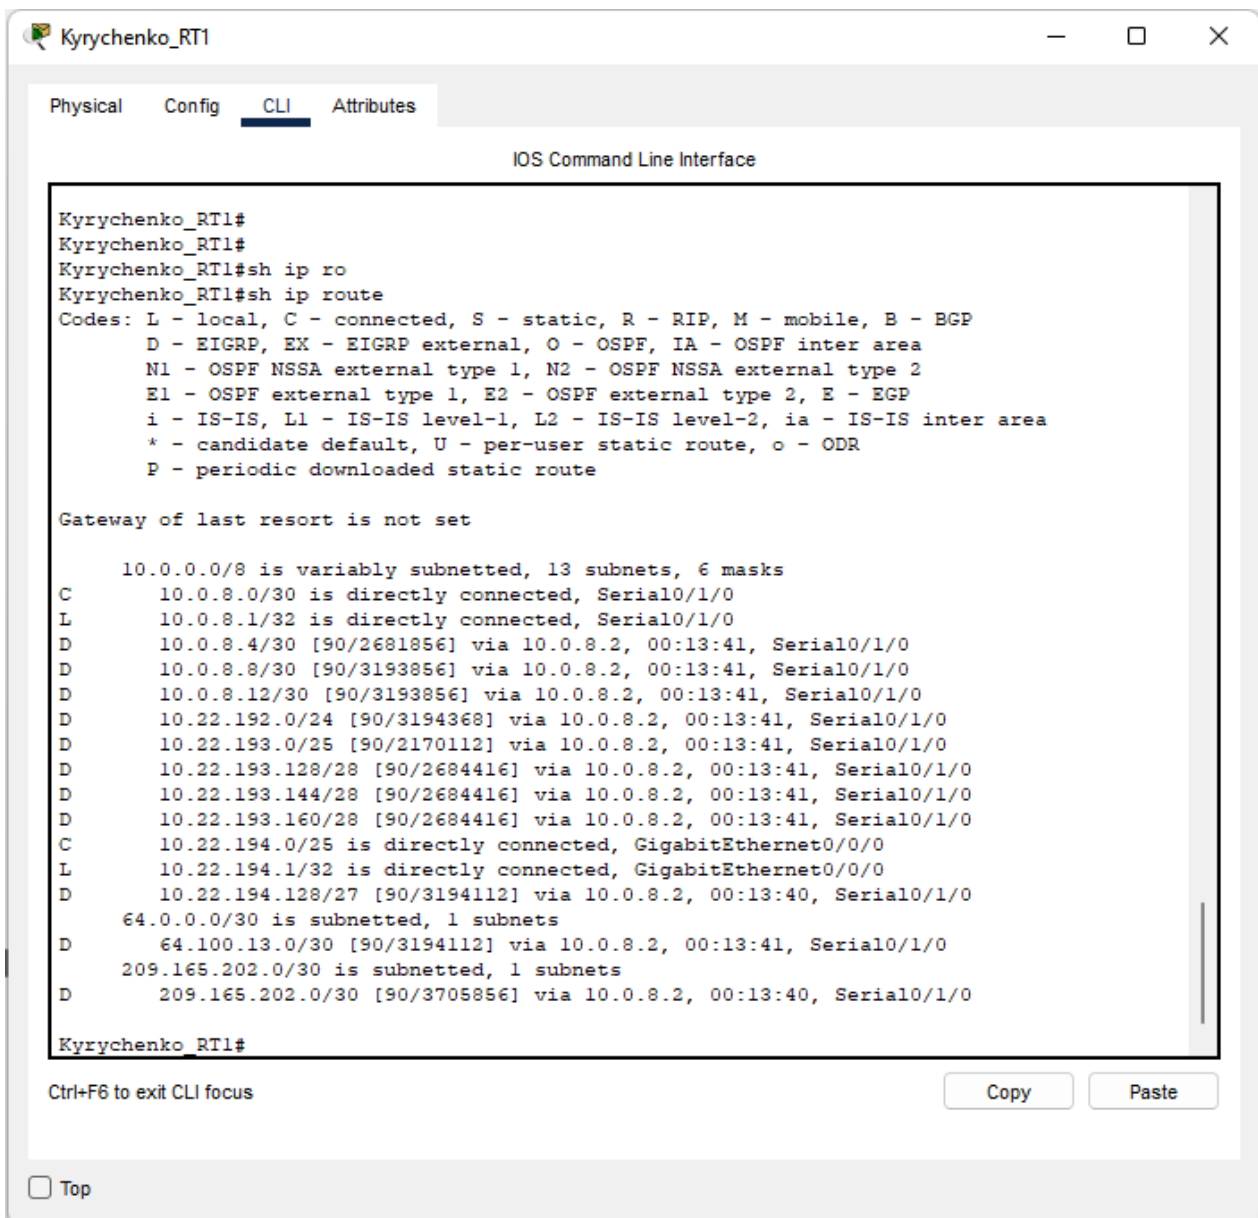 Kyrychenko_RT1
Physical Config CLI Attributes
IOS Command Line Interface
Kyrychenko_RT1#
Kyrychenko_RT1#
Kyrychenko_RT1#sh ip ro
Kyrychenko_RT1#sh ip route
Codes: L - local, C - connected, S - static, R - RIP, M - mobile, B - BGP
D - EIGRP, EX - EIGRP external, O - OSPF, IA - OSPF inter area
N1 - OSPF NSSA external type 1, N2 - OSPF NSSA external type 2
E1 - OSPF external type 1, E2 - OSPF external type 2, E - EGP
i - IS-IS, L1 - IS-IS level-1, L2 - IS-IS level-2, ia - IS-IS inter area
* - candidate default, U - per-user static route, o - ODR
P - periodic downloaded static route
Gateway of last resort is not set
10.0.0.0/8 is variably subnetted, 13 subnets, 6 masks
C 10.0.8.0/30 is directly connected, Serial0/1/0
L 10.0.8.1/32 is directly connected, Serial0/1/0
D 10.0.8.4/30 [90/2681856] via 10.0.8.2, 00:13:41, Serial0/1/0
D 10.0.8.8/30 [90/3193856] via 10.0.8.2, 00:13:41, Serial0/1/0
D 10.0.8.12/30 [90/3193856] via 10.0.8.2, 00:13:41, Serial0/1/0
D 10.22.192.0/24 [90/3194368] via 10.0.8.2, 00:13:41, Serial0/1/0
D 10.22.193.0/25 [90/2170112] via 10.0.8.2, 00:13:41, Serial0/1/0
D 10.22.193.128/28 [90/2684416] via 10.0.8.2, 00:13:41, Serial0/1/0
D 10.22.193.144/28 [90/2684416] via 10.0.8.2, 00:13:41, Serial0/1/0
D 10.22.193.160/28 [90/2684416] via 10.0.8.2, 00:13:41, Serial0/1/0
C 10.22.194.0/25 is directly connected, GigabitEthernet0/0/0
L 10.22.194.1/32 is directly connected, GigabitEthernet0/0/0
D 10.22.194.128/27 [90/3194112] via 10.0.8.2, 00:13:40, Serial0/1/0
64.0.0.0/30 is subnetted, 1 subnets
D 64.100.13.0/30 [90/3194112] via 10.0.8.2, 00:13:41, Serial0/1/0
209.165.202.0/30 is subnetted, 1 subnets
D 209.165.202.0/30 [90/3705856] via 10.0.8.2, 00:13:40, Serial0/1/0
Kyrychenko_RT1#
Ctrl+F6 to exit CLI focus
Copy Paste
Top